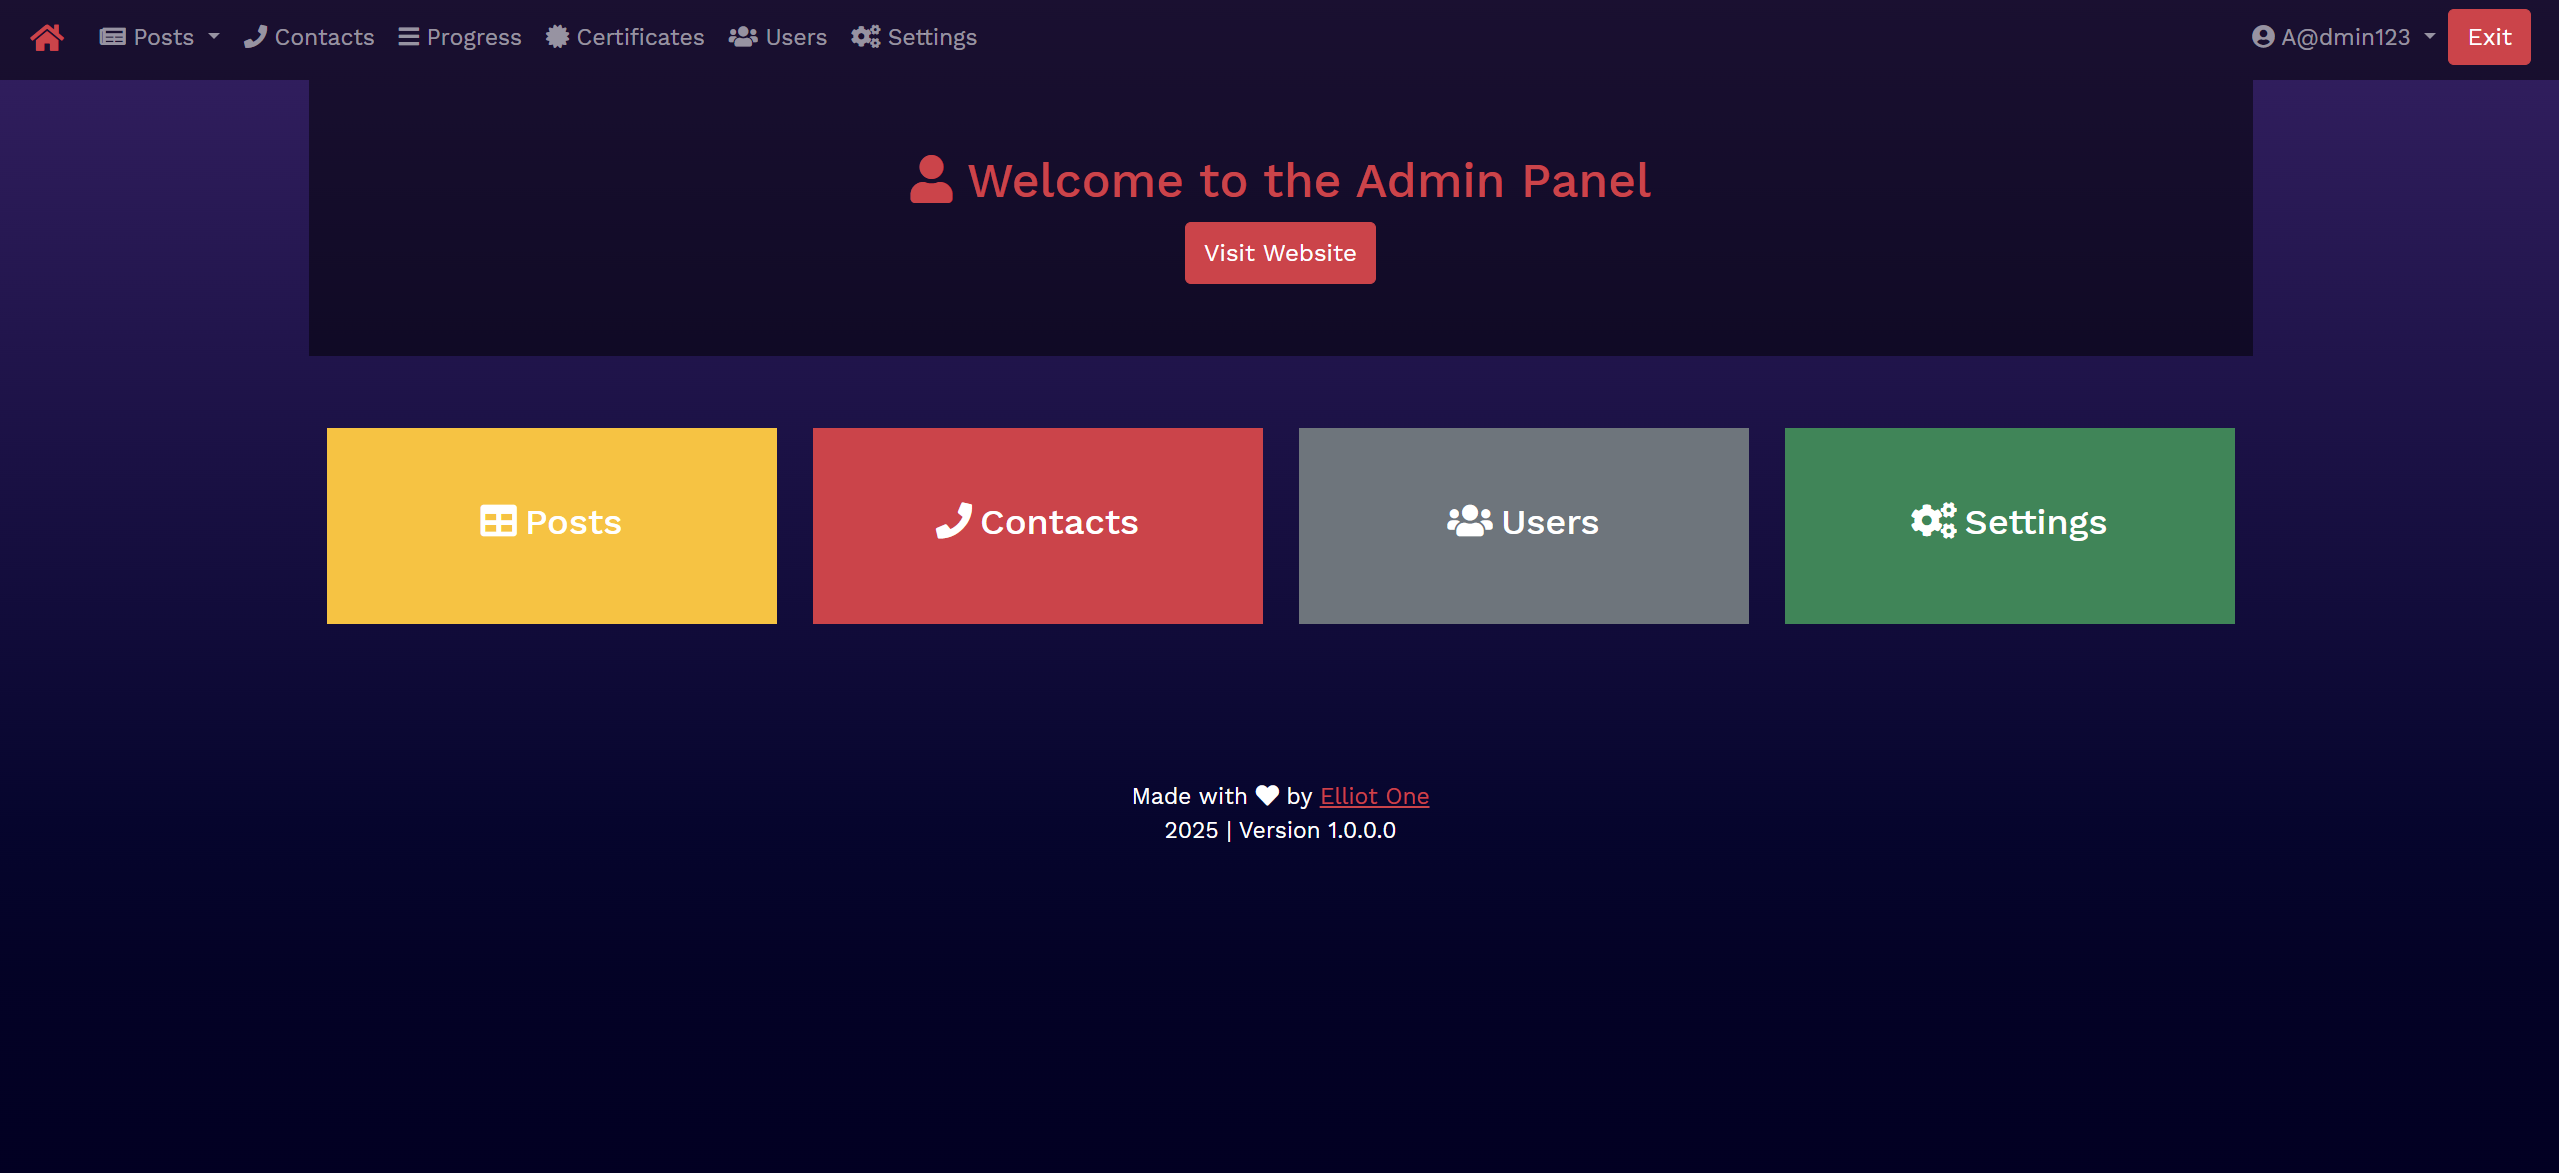 Posts Contacts Progress Certificates Users Settings A@dmin123 Exit
Welcome to the Admin Panel
Visit Website
Posts Contacts Users Settings
Made with by Elliot One
2025 | Version 1.0.0.0